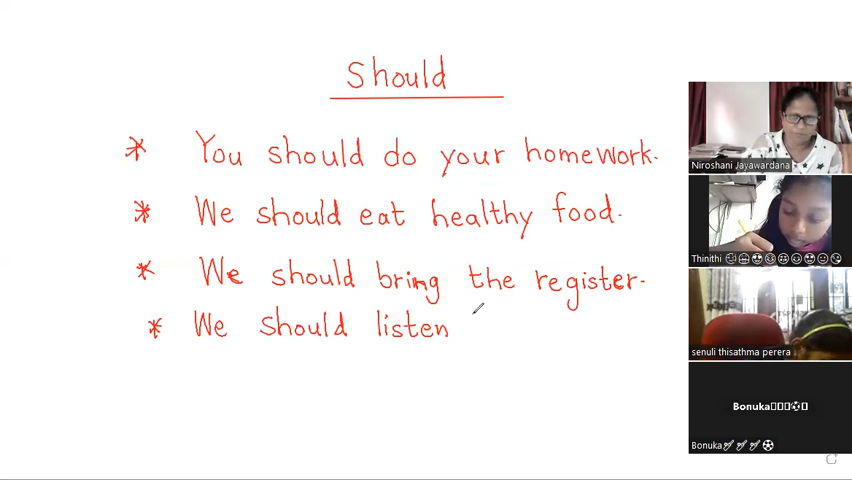 Should
* You should do your homework.
* We should eat healthy food.
* We should bring the register.
* We should listen
Niroshani Jayawardana
Thinithi
senuli thisathma perera
Bonuka
Bonuka